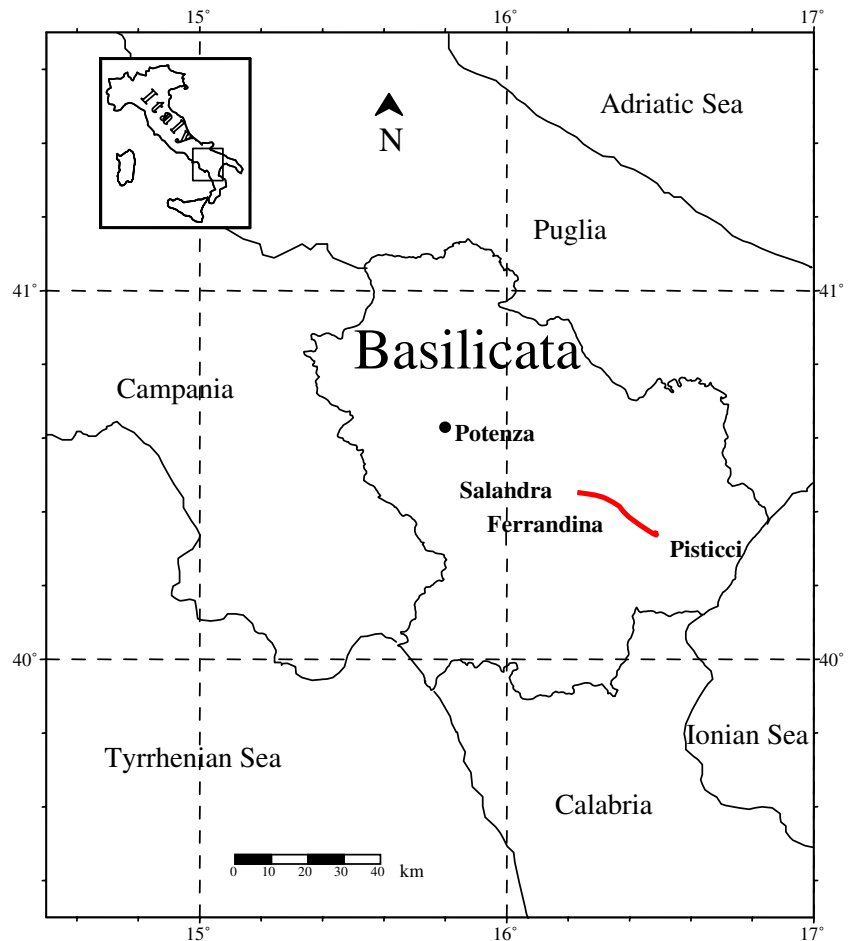 15°
16°
17°
Italy
Adriatic Sea
N
Puglia
41°
41°
Basilicata
Campania
Potenza
Salandra
Ferrandina
Pisticci
40°
40°
Ionian Sea
Tyrrhenian Sea
Calabria
0 10 20 30 40 km
15°
16°
17°